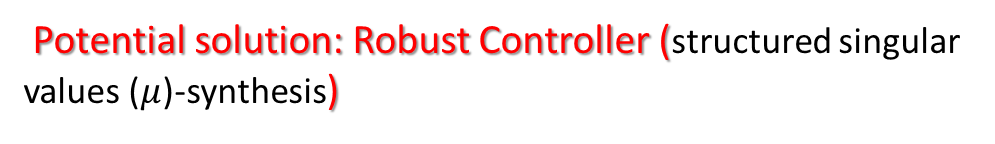 Potential solution: Robust Controller (structured singular
values (𝜇)-synthesis)